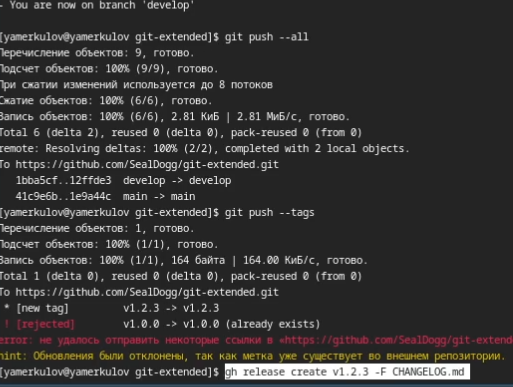 - You are now on branch 'develop'
[yamerkulov@yamerkulov git-extended]$ git push --all
Перечисление объектов: 9, готово.
Подсчет объектов: 100% (9/9), готово.
При сжатии изменений используется до 8 потоков
Сжатие объектов: 100% (6/6), готово.
Запись объектов: 100% (6/6), 2.81 КиБ | 2.81 МиБ/с, готово.
Total 6 (delta 2), reused 0 (delta 0), pack-reused 0 (from 0)
remote: Resolving deltas: 100% (2/2), completed with 2 local objects.
To https://github.com/SealDogg/git-extended.git
1bba5cf..12ffde3 develop -> develop
41c9e6b..1e9a44c main -> main
[yamerkulov@yamerkulov git-extended]$ git push --tags
Перечисление объектов: 1, готово.
Подсчет объектов: 100% (1/1), готово.
Запись объектов: 100% (1/1), 164 байта | 164.00 КиБ/с, готово.
Total 1 (delta 0), reused 0 (delta 0), pack-reused 0 (from 0)
To https://github.com/SealDogg/git-extended.git
* [new tag] v1.2.3 -> v1.2.3
! [rejected] v1.0.0 -> v1.0.0 (already exists)
error: не удалось отправить некоторые ссылки в «https://github.com/SealDogg/git-extend
hint: Обновления были отклонены, так как метка уже существует во внешнем репозитории.
[yamerkulov@yamerkulov git-extended]$ gh release create v1.2.3 -F CHANGELOG.md